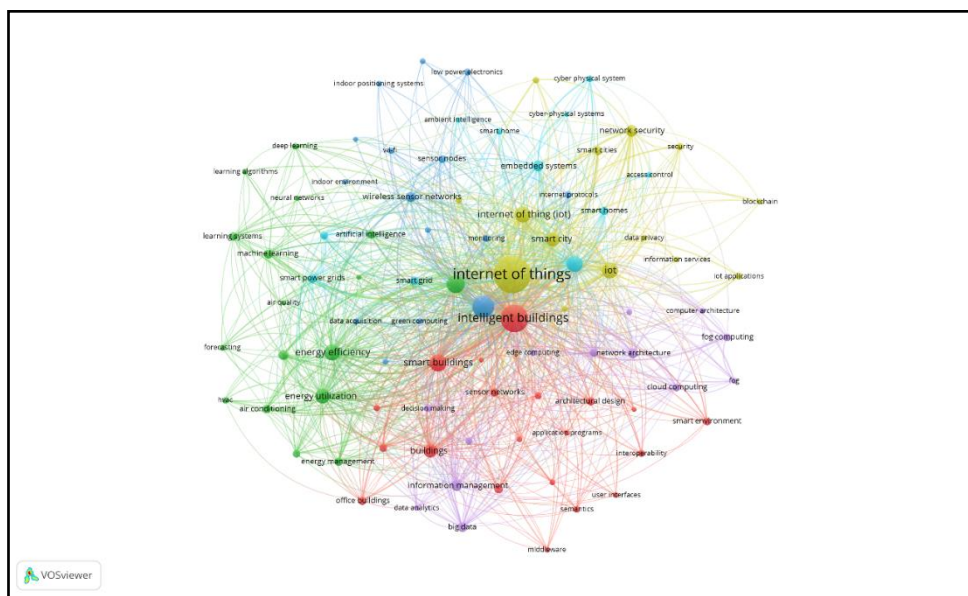 low power electronics
indoor positioning systems
cyber physical system
ambient intelligence
cyber-physical systems
smart home
network security
deep learning
wi-fi
smart cities
security
sensor nodes
embedded systems
learning algorithms
access control
indoor environment
neural networks
wireless sensor networks
internet protocols
blockchain
smart homes
internet of thing (iot)
learning systems
artificial intelligence
monitoring
smart city
data privacy
machine learning
information services
internet of things
iot
smart power grids
smart grid
iot applications
air quality
computer architecture
data acquisition
green computing
intelligent buildings
fog computing
forecasting
energy efficiency
edge computing
network architecture
smart buildings
fog
cloud computing
sensor networks
energy utilization
hvac
air conditioning
decision making
architectural design
smart environment
application programs
buildings
interoperability
energy management
information management
office buildings
user interfaces
data analytics
semantics
big data
middleware
VOSviewer